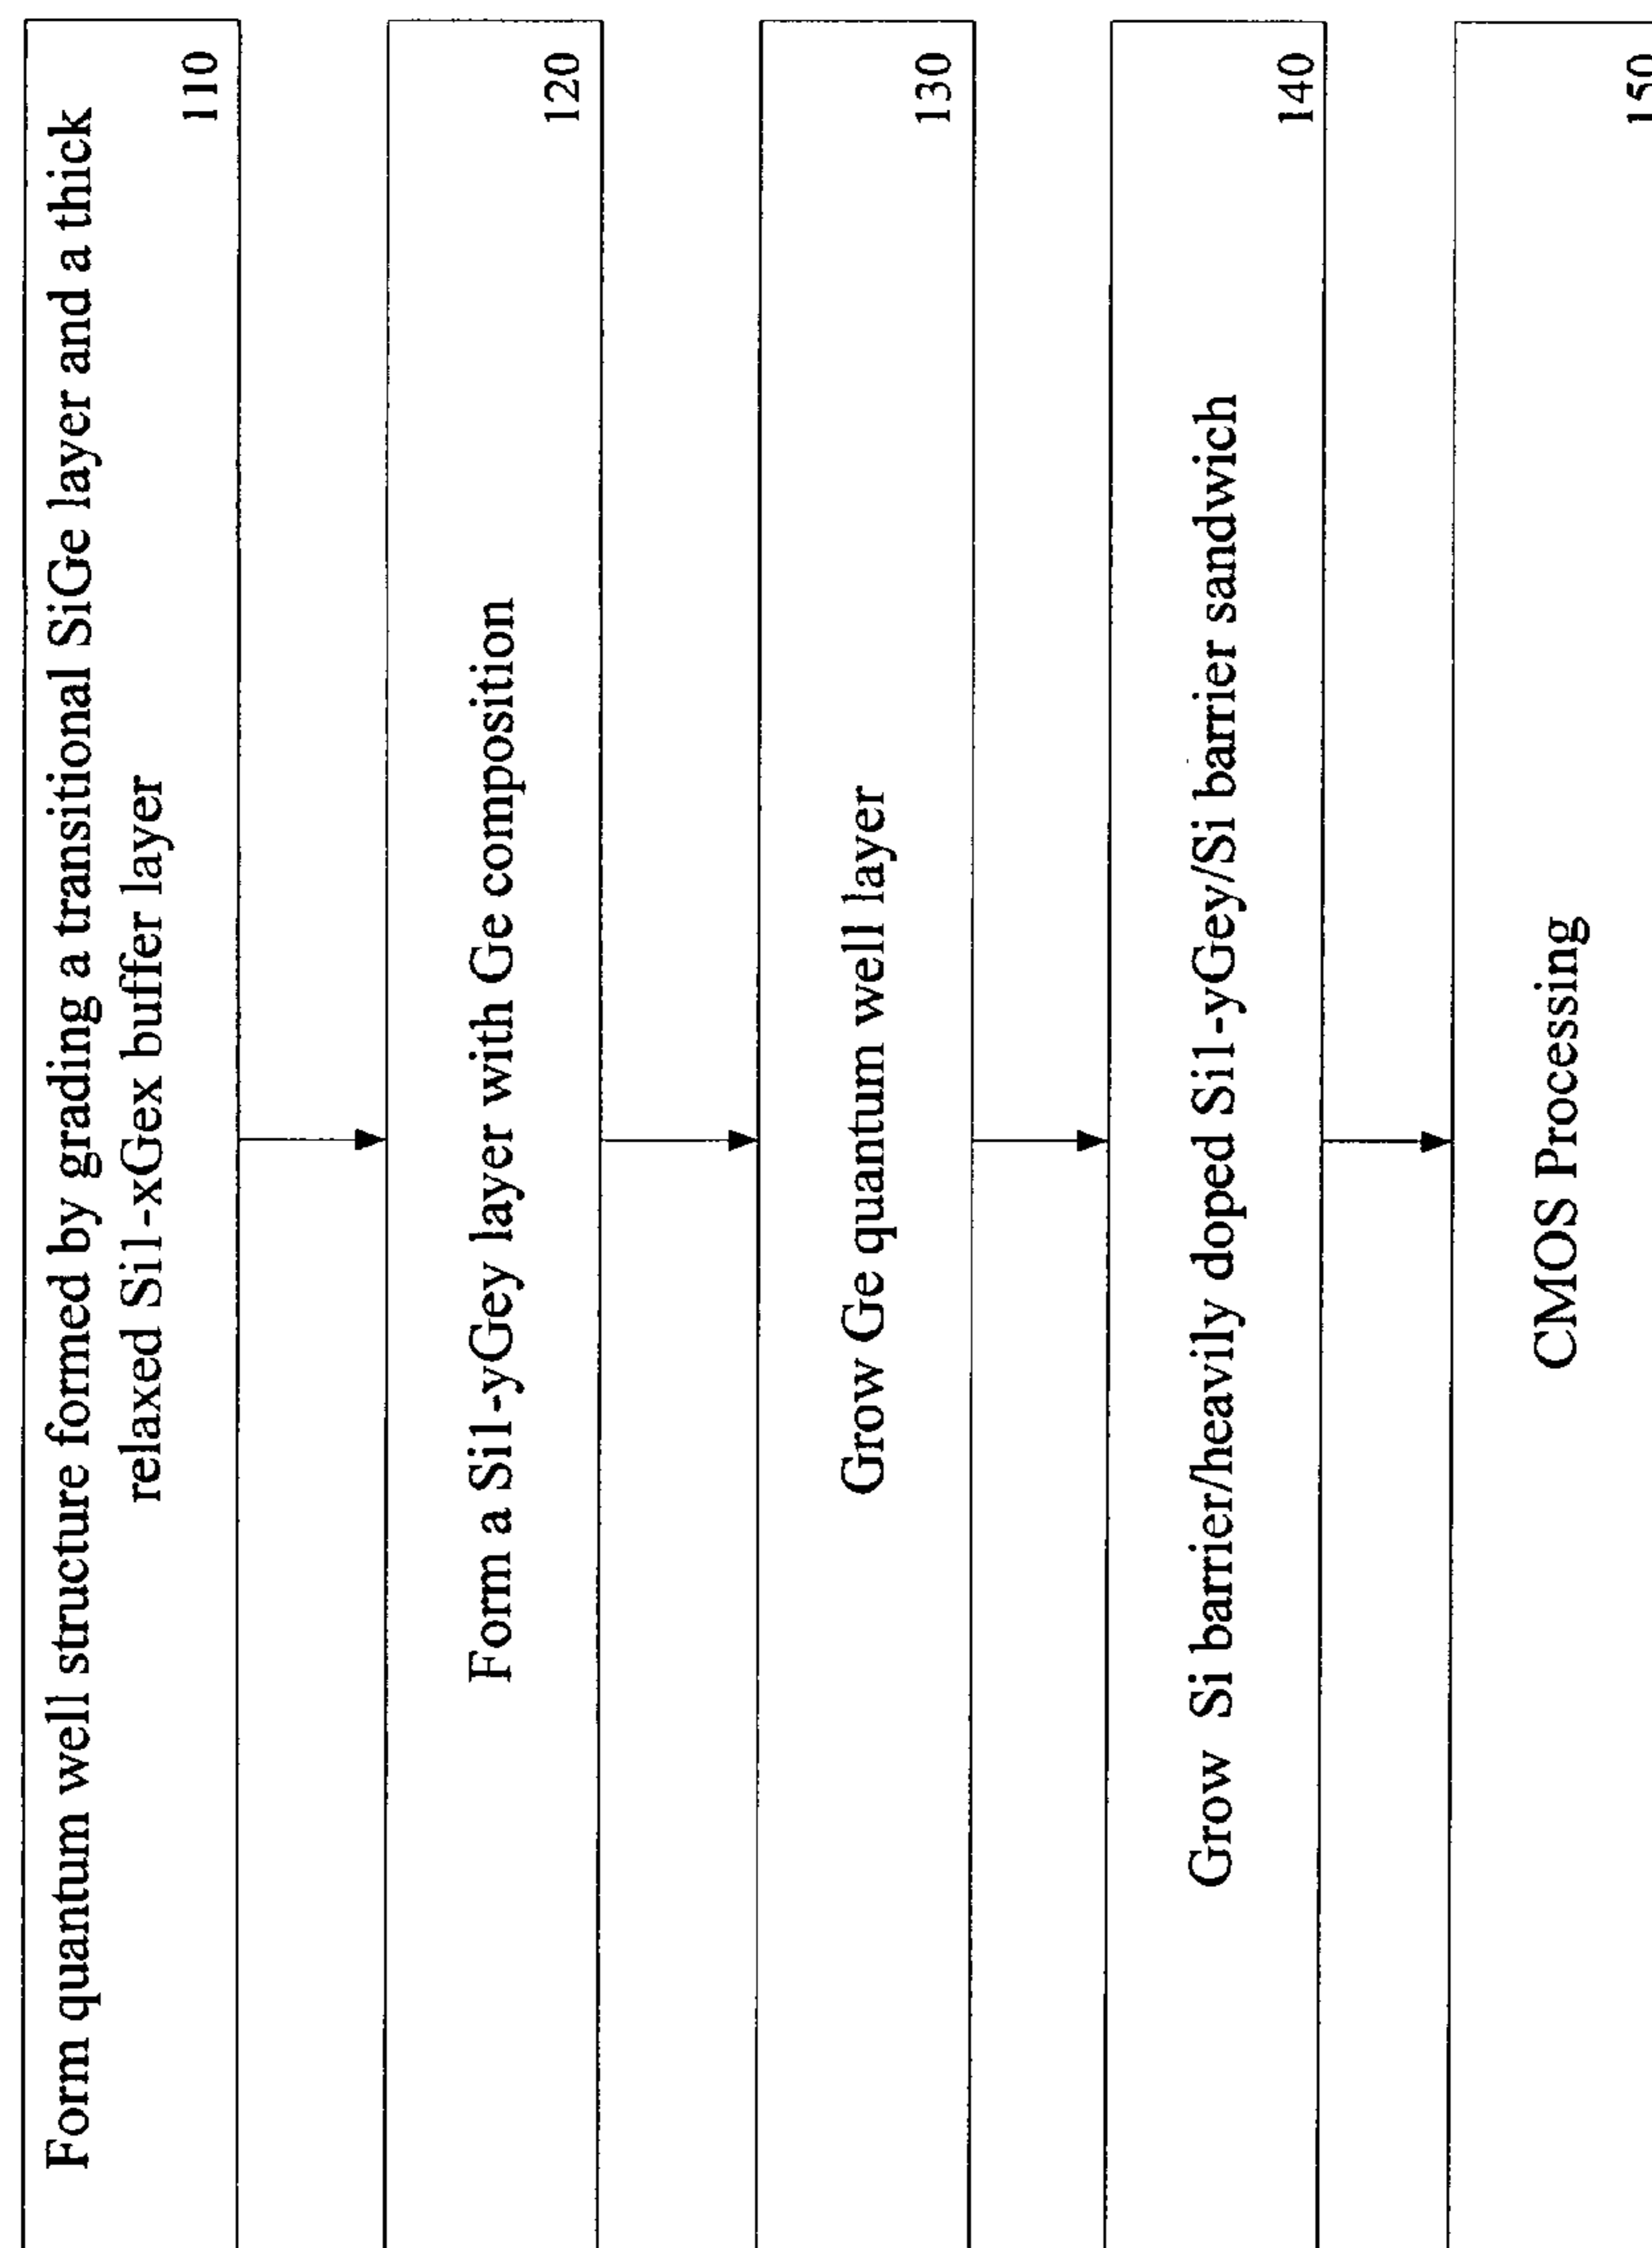 Form quantum well structure formed by grading a transitional SiGe layer and a thick
relaxed Si1-xGex buffer layer
110
Form a Si1-yGey layer with Ge composition
120
Grow Ge quantum well layer
130
Grow Si barrier/heavily doped Si1-yGey/Si barrier sandwich
140
CMOS Processing
150